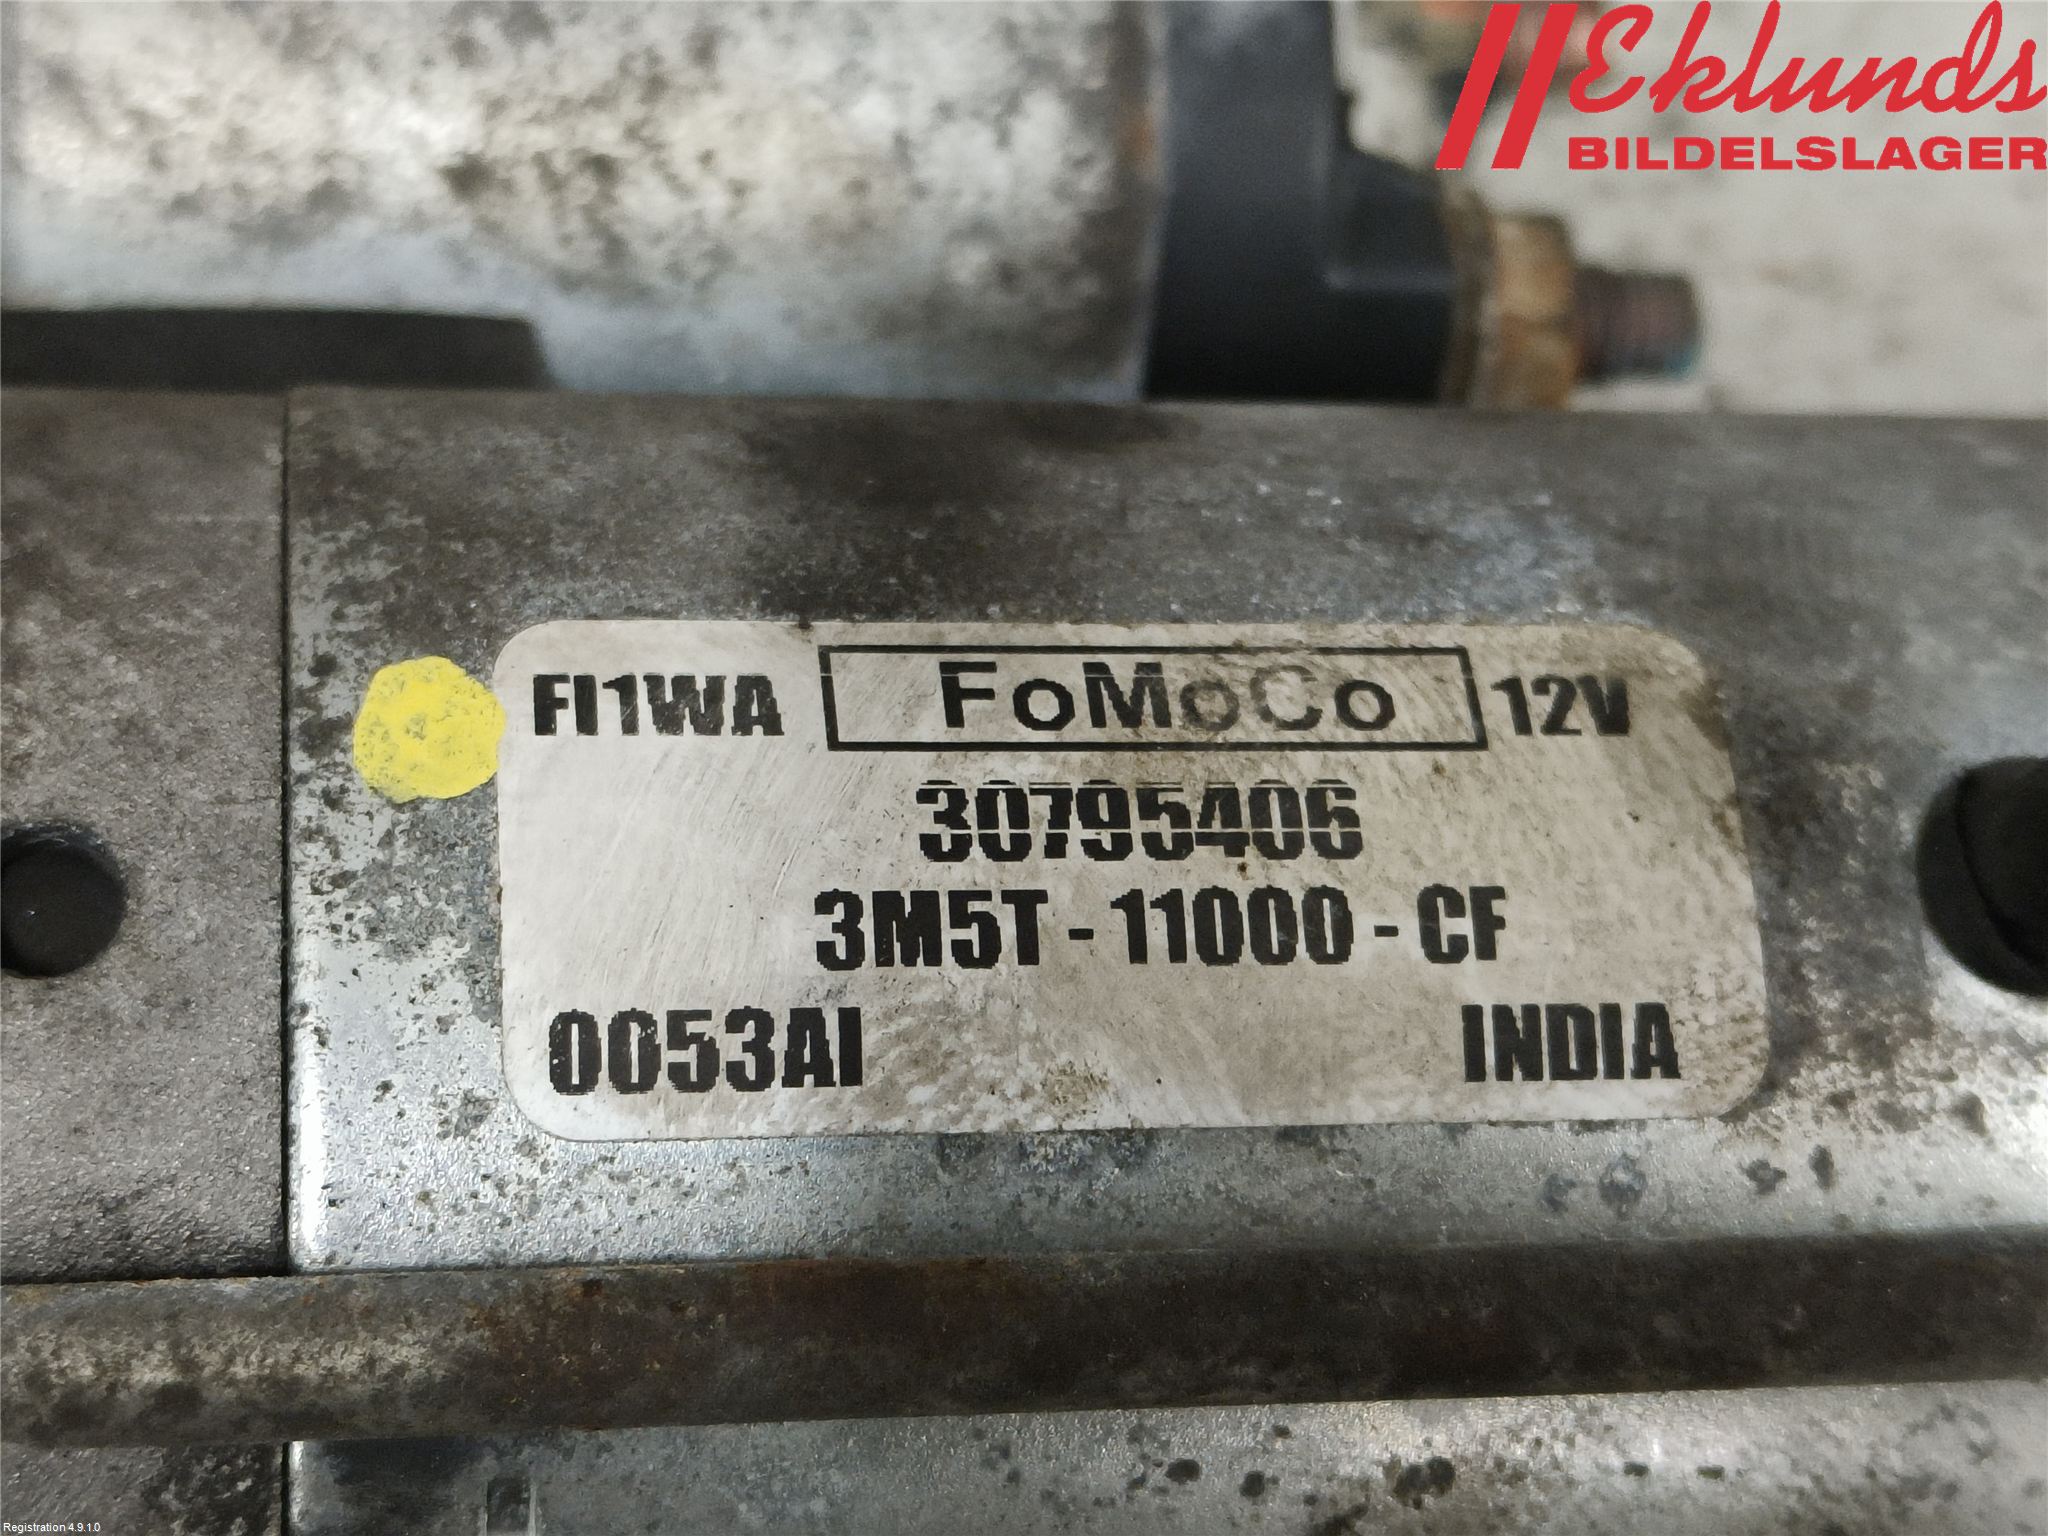 Eklunds
BILDELSLAGER
FI1WA FoMoCo 12V
30795406
3M5T-11000-CF
0053AI INDIA
Registration 4.9.1.0